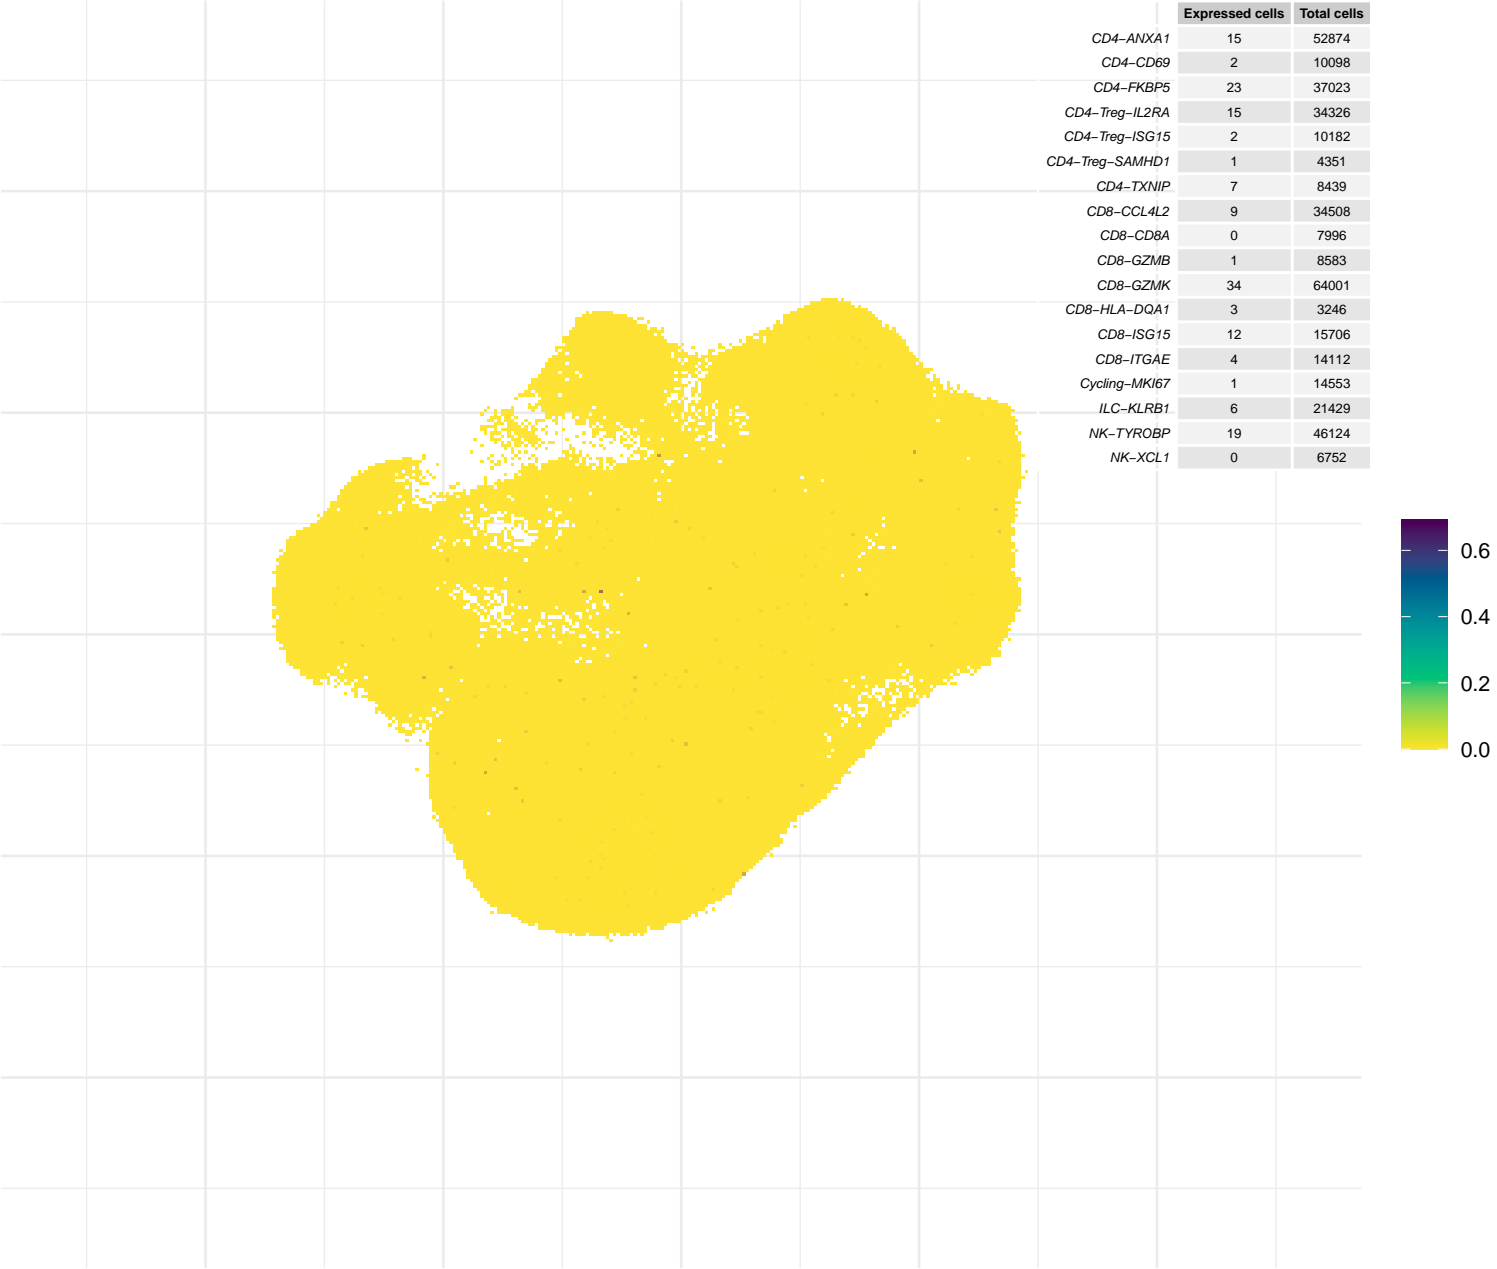 Expressed cells Total cells
CD4−ANXA1 15 52874
CD4−CD69 2 10098
CD4−FKBP5 23 37023
CD4−Treg−IL2RA 15 34326
CD4−Treg−ISG15 2 10182
CD4−Treg−SAMHD1 1 4351
CD4−TXNIP 7 8439
CD8−CCL4L2 9 34508
CD8−CD8A 0 7996
CD8−GZMB 1 8583
CD8−GZMK 34 64001
CD8−HLA−DQA1 3 3246
CD8−ISG15 12 15706
CD8−ITGAE 4 14112
Cycling−MKI67 1 14553
ILC−KLRB1 6 21429
NK−TYROBP 19 46124
NK−XCL1 0 6752
0.6
0.4
0.2
0.0